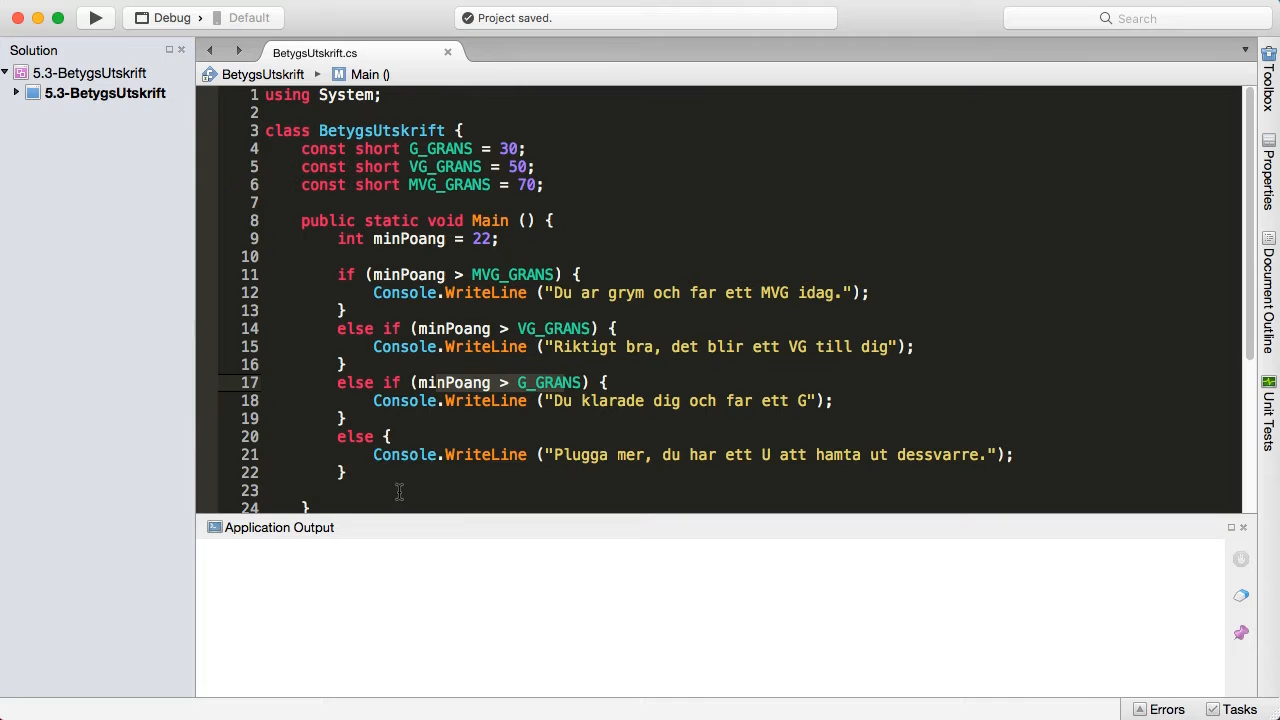 Debug
Default
Project saved.
Search
Solution
5.3-BetygsUtskrift
5.3-BetygsUtskrift
BetygsUtskrift.cs
BetygsUtskrift Main ()
1 using System;
2
3 class BetygsUtskrift {
4 const short G_GRANS = 30;
5 const short VG_GRANS = 50;
6 const short MVG_GRANS = 70;
7
8 public static void Main () {
9 int minPoang = 22;
10
11 if (minPoang > MVG_GRANS) {
12 Console.WriteLine ("Du ar grym och far ett MVG idag.");
13 }
14 else if (minPoang > VG_GRANS) {
15 Console.WriteLine ("Riktigt bra, det blir ett VG till dig");
16 }
17 else if (minPoang > G_GRANS) {
18 Console.WriteLine ("Du klarade dig och far ett G");
19 }
20 else {
21 Console.WriteLine ("Plugga mer, du har ett U att hamta ut dessvarre.");
22 }
23
24 }
Application Output
Toolbox
Properties
Document Outline
Unit Tests
Errors
Tasks